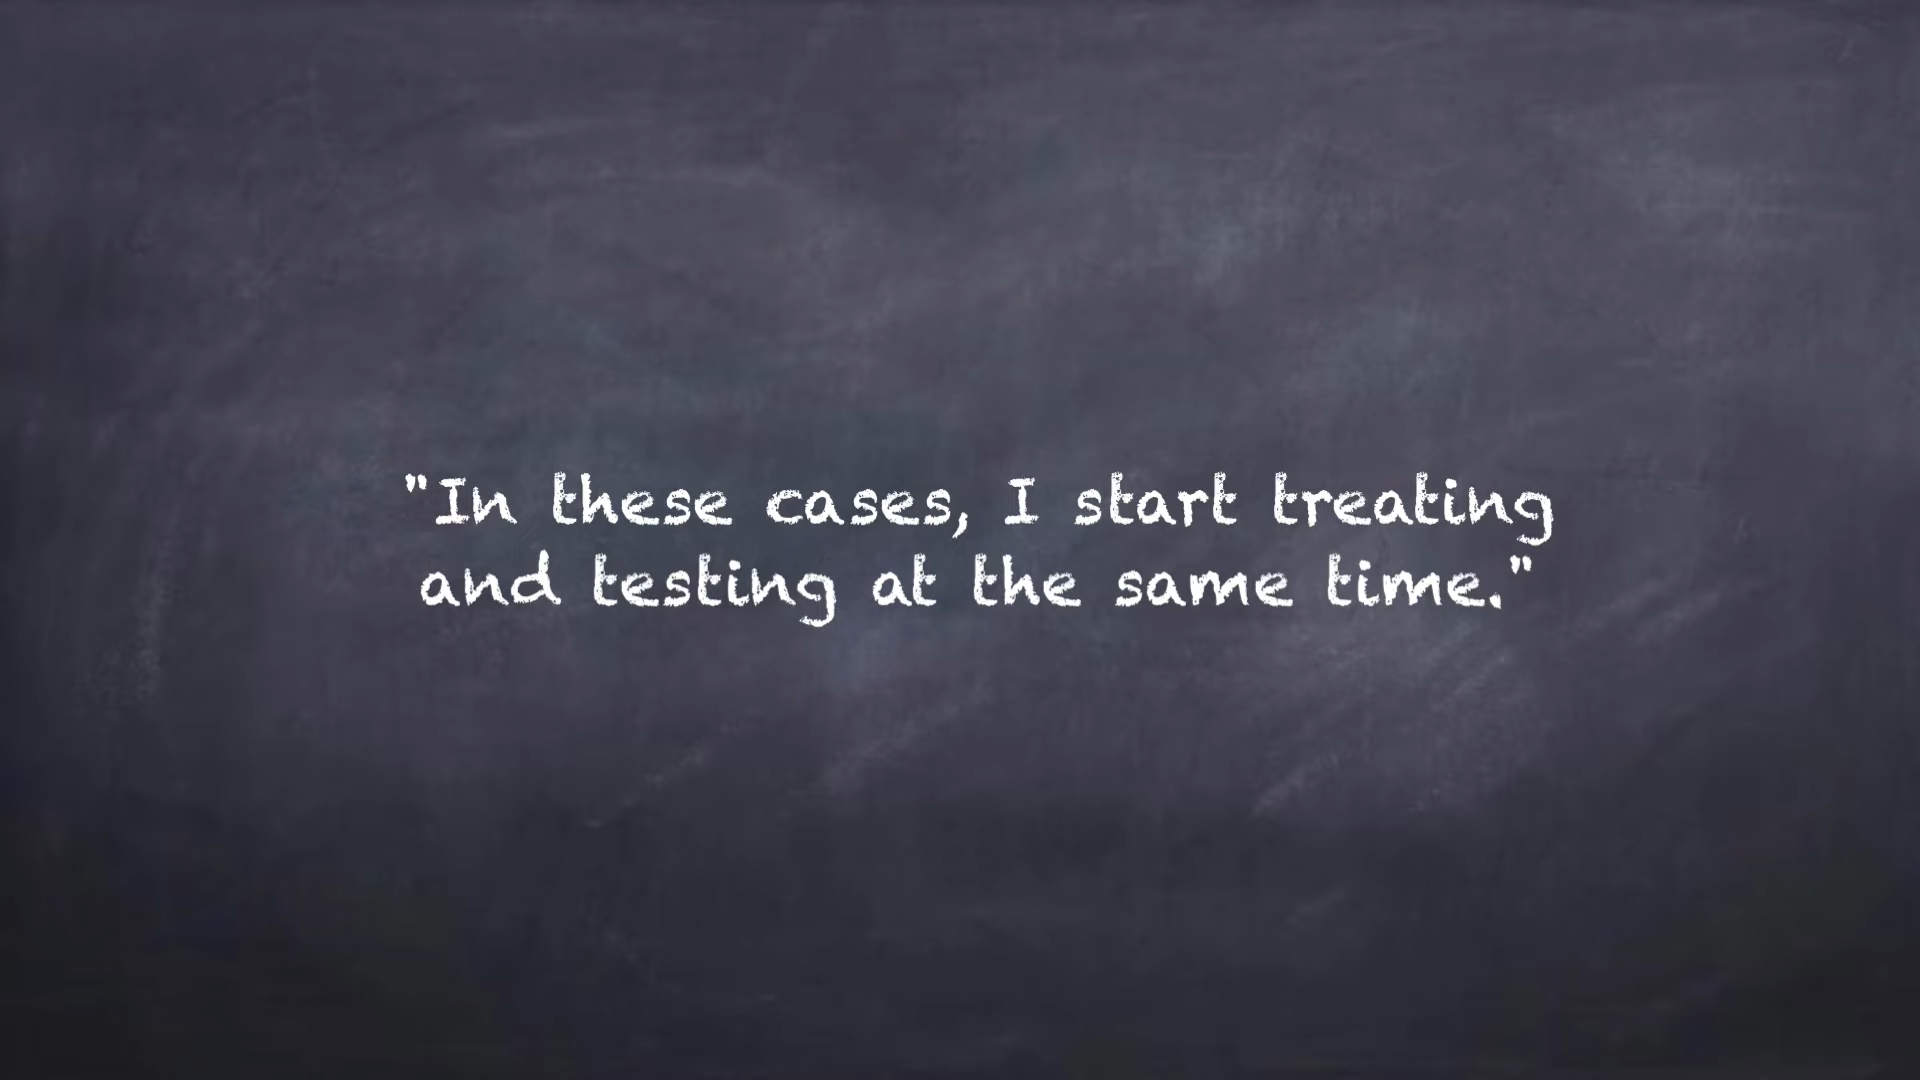 "In these cases, I start treating
and testing at the same time."